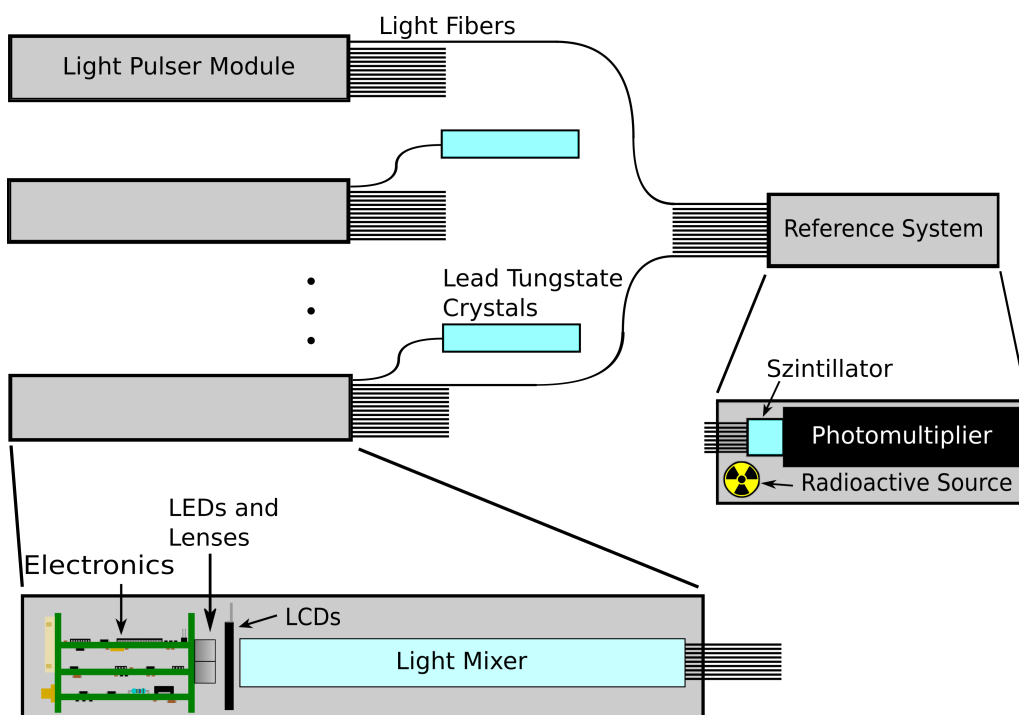 Light Fibers
Light Pulser Module
Reference System
Lead Tungstate
Crystals
Szintillator
Photomultiplier
Radioactive Source
LEDs and
Lenses
Electronics
LCDs
Light Mixer